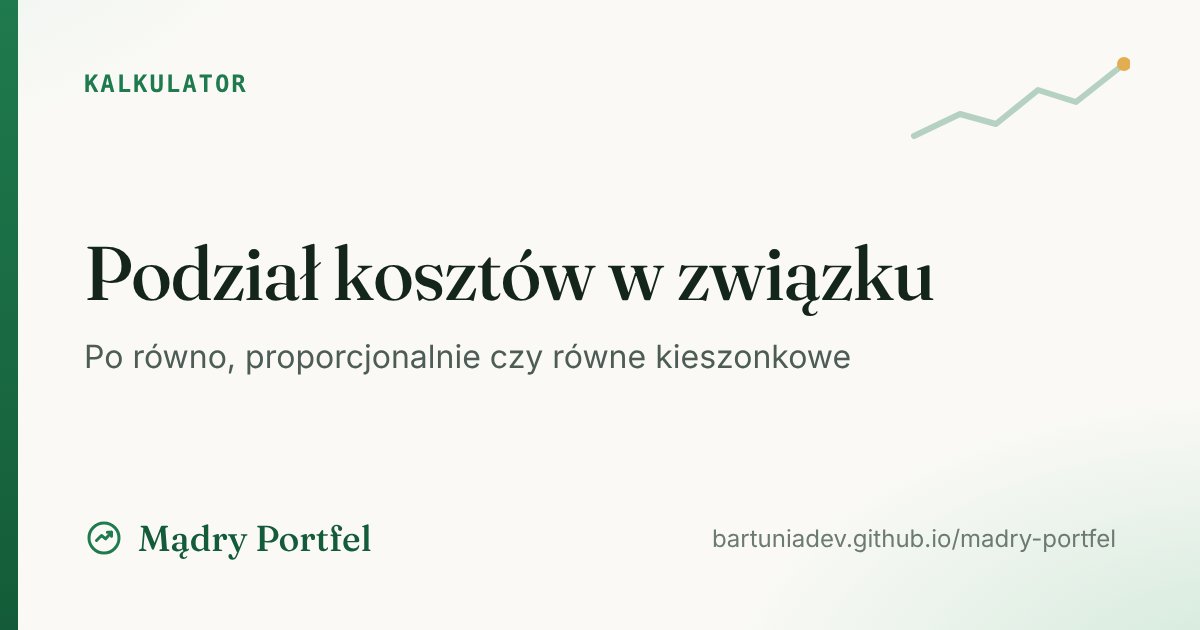 KALKULATOR
Podział kosztów w związku
Po równo, proporcjonalnie czy równe kieszonkowe
Mądry Portfel
bartuniadev.github.io/madry-portfel